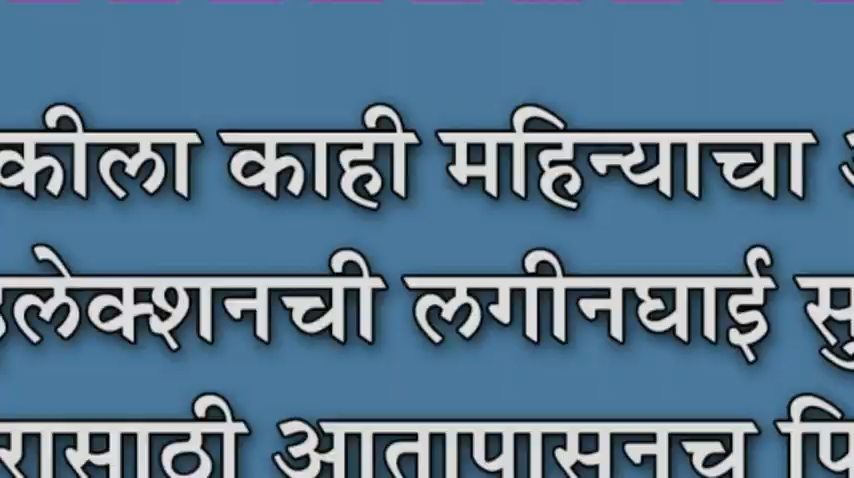 कीला काही महिन्याचा
लेक्शनची लगीनघाई सु
रासाठी आतापासनच पि